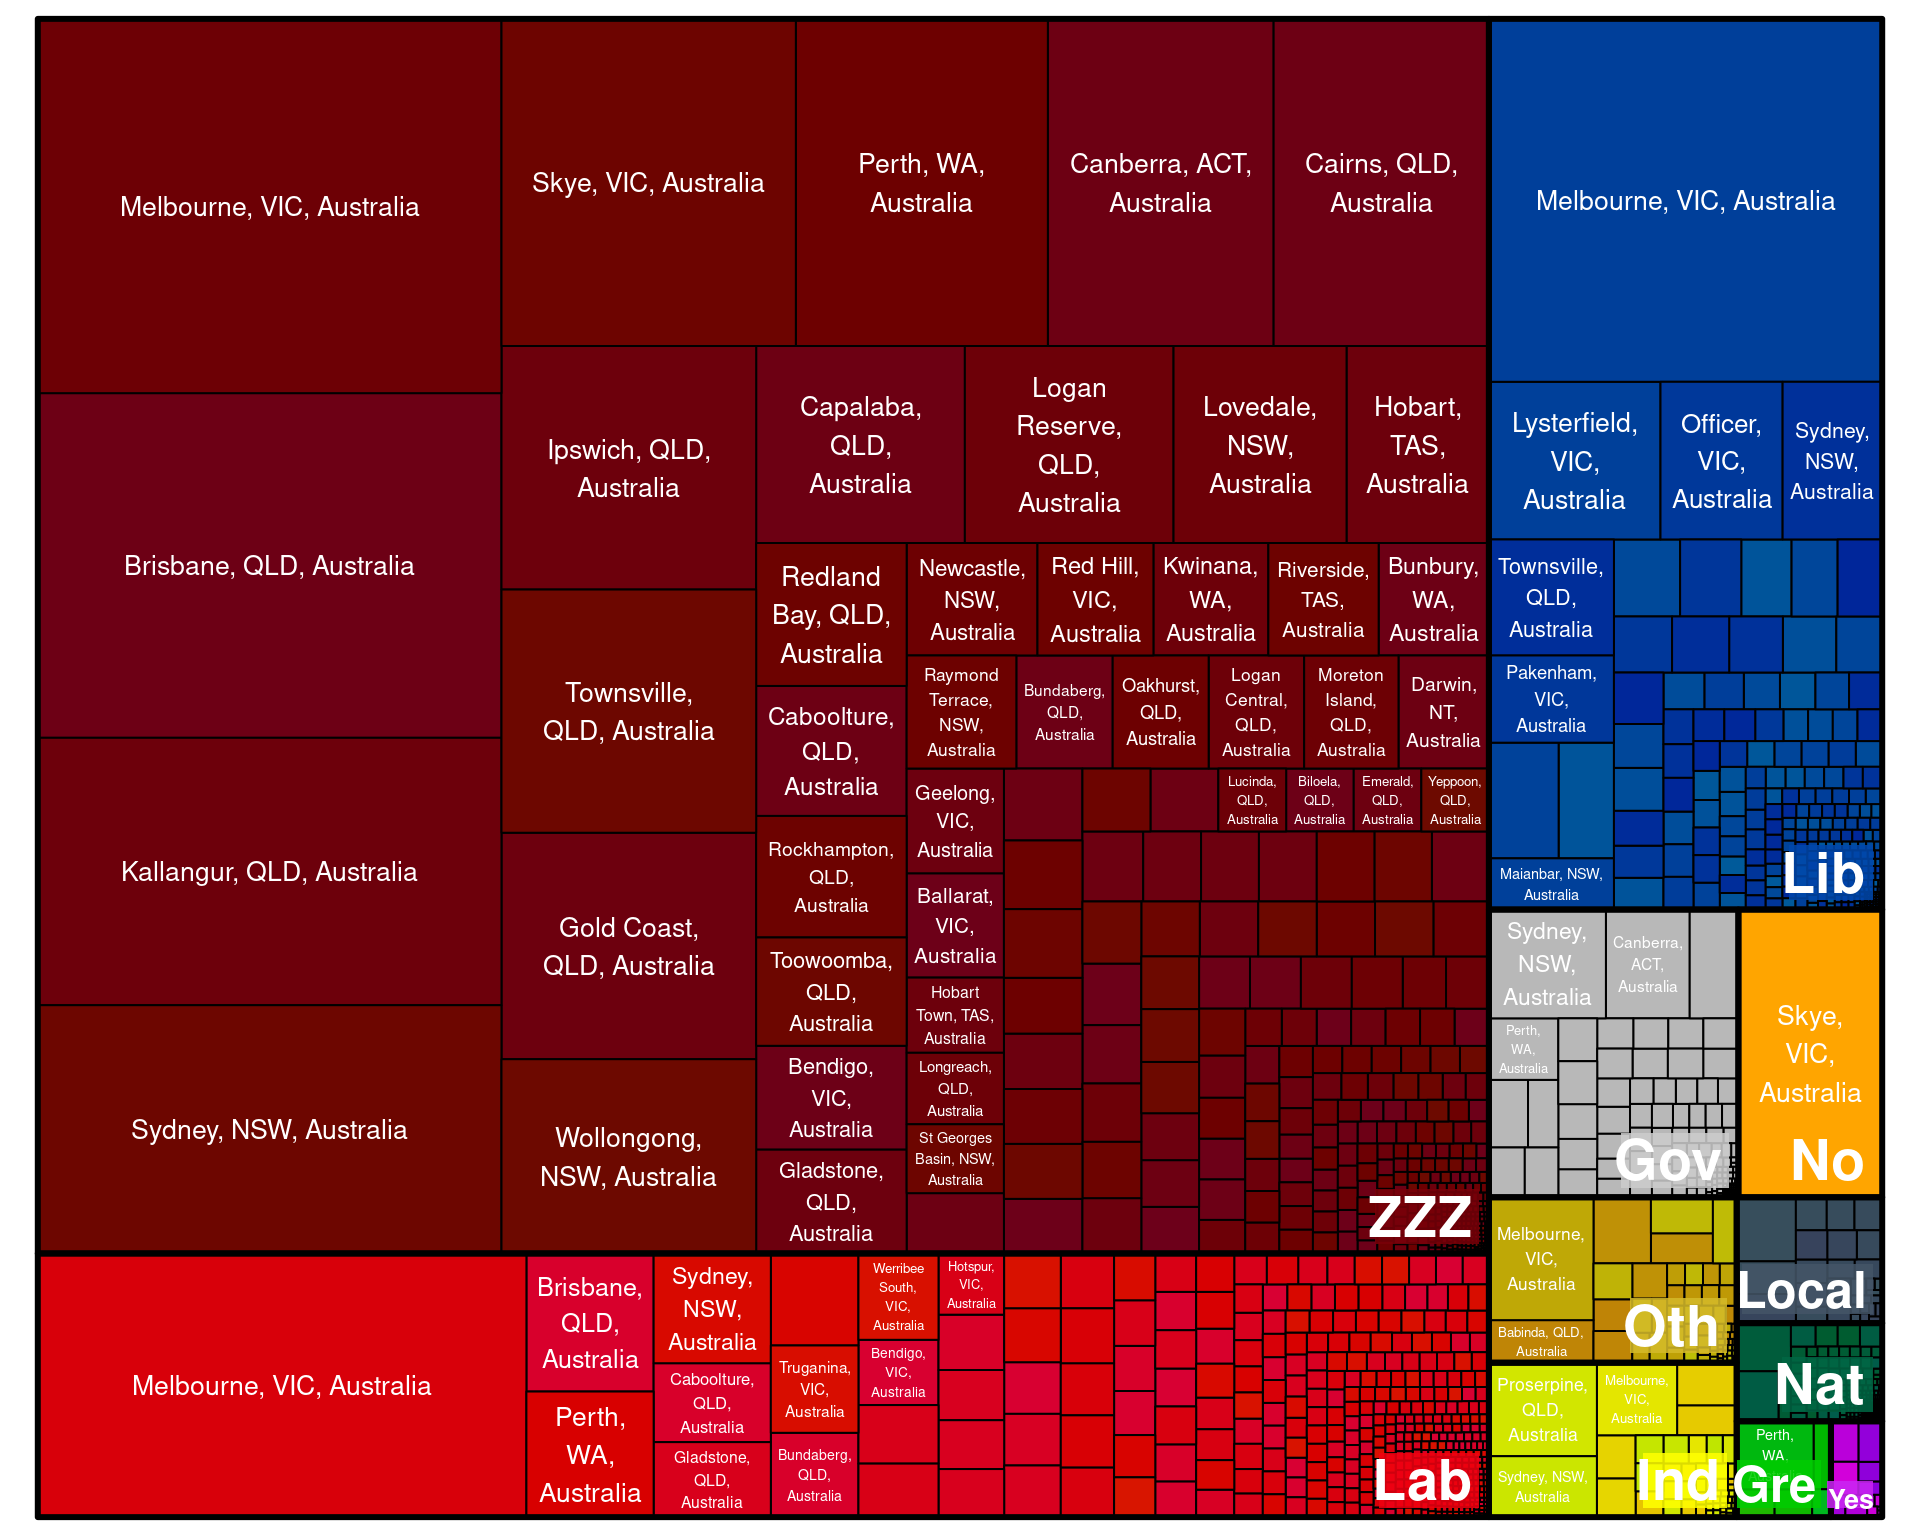 Melbourne, VIC, Australia
Brisbane, QLD, Australia
Kallangur, QLD, Australia
Sydney, NSW, Australia
Skye, VIC, Australia
Perth, WA,
Australia
Canberra, ACT,
Australia
Cairns, QLD,
Australia
Ipswich, QLD,
Australia
Townsville,
QLD, Australia
Gold Coast,
QLD, Australia
Wollongong,
NSW, Australia
Capalaba,
QLD,
Australia
Logan
Reserve,
QLD,
Australia
Lovedale,
NSW,
Australia
Hobart,
TAS,
Australia
Redland
Bay, QLD,
Australia
Caboolture,
QLD,
Australia
Rockhampton,
QLD,
Australia
Toowoomba,
QLD,
Australia
Bendigo,
VIC,
Australia
Gladstone,
QLD,
Australia
Newcastle,
NSW,
Australia
Red Hill,
VIC,
Australia
Kwinana,
WA,
Australia
Riverside,
TAS,
Australia
Bunbury,
WA,
Australia
Raymond
Terrace,
NSW,
Australia
Bundaberg,
QLD,
Australia
Oakhurst,
QLD,
Australia
Logan
Central,
QLD,
Australia
Moreton
Island,
QLD,
Australia
Darwin,
NT,
Australia
Geelong,
VIC,
Australia
Ballarat,
VIC,
Australia
Hobart
Town, TAS,
Australia
Longreach,
QLD,
Australia
St Georges
Basin, NSW,
Australia
Lucinda,
QLD,
Australia
Biloela,
QLD,
Australia
Emerald,
QLD,
Australia
Yeppoon,
QLD,
Australia
ZZZ
Melbourne, VIC, Australia
Brisbane,
QLD,
Australia
Perth,
WA,
Australia
Sydney,
NSW,
Australia
Caboolture,
QLD,
Australia
Gladstone,
QLD,
Australia
Truganina,
VIC,
Australia
Bundaberg,
QLD,
Australia
Werribee
South,
VIC,
Australia
Bendigo,
VIC,
Australia
Hotspur,
VIC,
Australia
Lab
Melbourne, VIC, Australia
Lysterfield,
VIC,
Australia
Officer,
VIC,
Australia
Sydney,
NSW,
Australia
Townsville,
QLD,
Australia
Pakenham,
VIC,
Australia
Maianbar, NSW,
Australia
Lib
Sydney,
NSW,
Australia
Canberra,
ACT,
Australia
Perth,
WA,
Australia
Gov
Skye,
VIC,
Australia
No
Melbourne,
VIC,
Australia
Babinda, QLD,
Australia
Oth
Local
Nat
Proserpine,
QLD,
Australia
Sydney, NSW,
Australia
Melbourne,
VIC,
Australia
Ind
Perth,
WA,
Gre
Yes